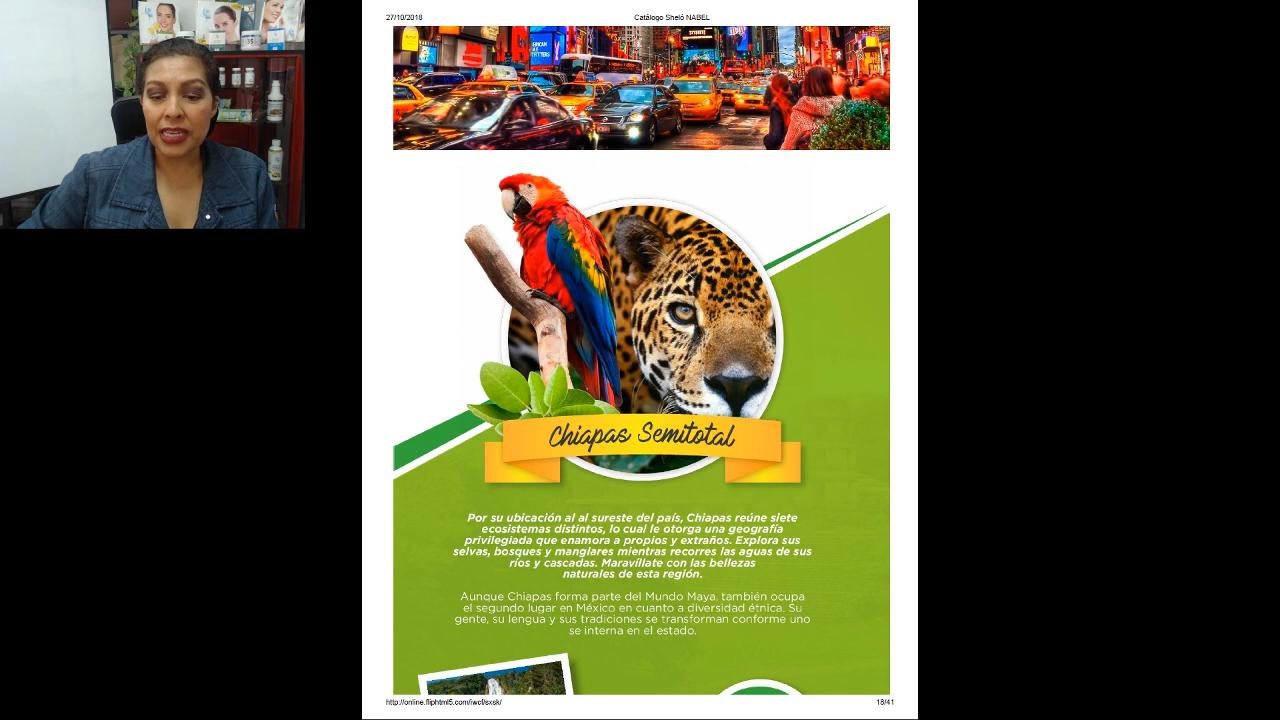 27/10/2018
Catálogo Sheló NABEL
Chiapas Semitotal
Por su ubicación al al sureste del país, Chiapas reúne siete
ecosistemas distintos, lo cual le otorga una geografía
privilegiada que enamora a propios y extraños. Explora sus
selvas, bosques y manglares mientras recorres las aguas de sus
ríos y cascadas. Maravíllate con las bellezas
naturales de esta región.
Aunque Chiapas forma parte del Mundo Maya, también ocupa
el segundo lugar en México en cuanto a diversidad étnica. Su
gente, su lengua y sus tradiciones se transforman conforme uno
se interna en el estado.
http://online.fliphtml5.com/iwcf/sxsk/
18/41